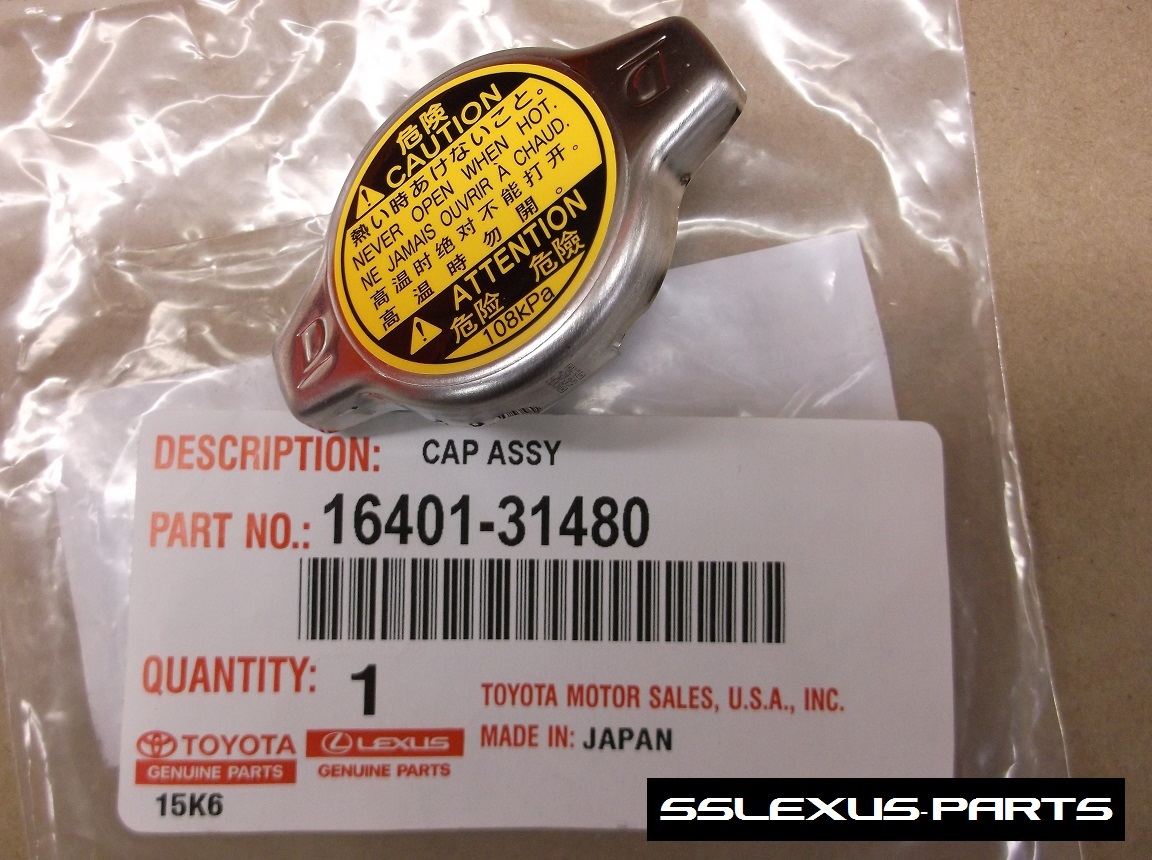 危険
CAUTION
熱い時あけないこと。
NEVER OPEN WHEN HOT.
NE JAMAIS OUVRIR À CHAUD.
高温时绝对不能打开。
高温時勿開。
ATTENTION
危险 危險
108kPa
D
D
DESCRIPTION: CAP ASSY
PART NO.: 16401-31480
QUANTITY: 1
TOYOTA MOTOR SALES, U.S.A., INC.
MADE IN: JAPAN
TOYOTA
GENUINE PARTS
LEXUS
GENUINE PARTS
15K6
SSLEXUS-PARTS